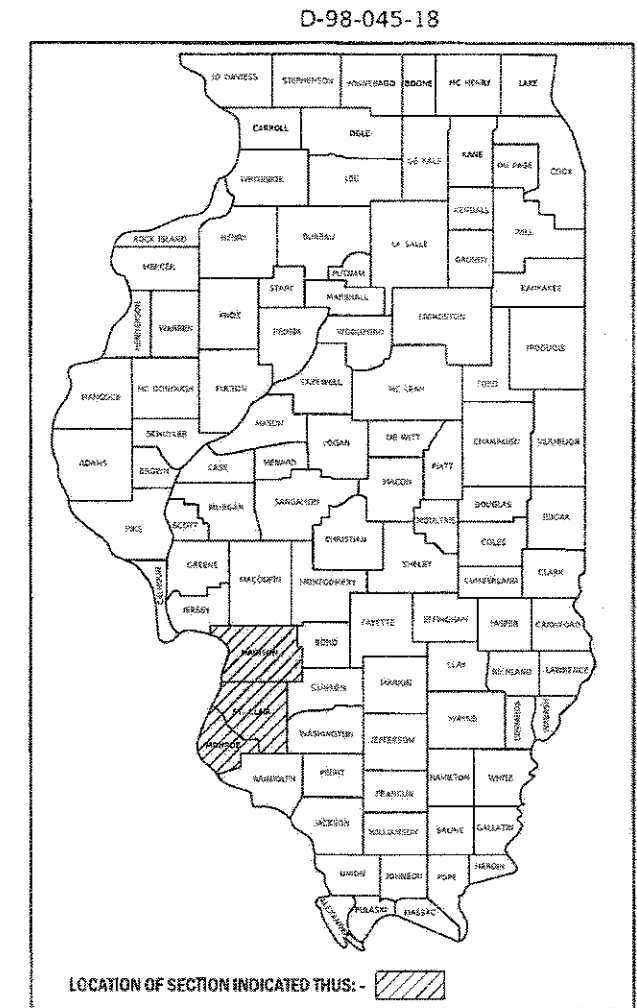 D-98-045-18
JO DAVIESS STEPHENSON WINNEBAGO BOONE MC HENRY LAKE
CARROLL OGLE DE KALB KANE DU PAGE COOK
WHITESIDE LEE
KENDALL WILL
ROCK ISLAND HENRY BUREAU LA SALLE GRUNDY
MERCER PUTNAM KANKAKEE
STARK MARSHALL
HENDERSON WARREN KNOX LIVINGSTON
PEORIA WOODFORD IROQUOIS
HANCOCK MC DONOUGH FULTON TAZEWELL MC LEAN FORD
MASON
SCHUYLER LOGAN DE WITT CHAMPAIGN VERMILION
ADAMS BROWN CASS MENARD PIATT
MACON
MORGAN SANGAMON DOUGLAS
PIKE SCOTT MOULTRIE EDGAR
CHRISTIAN COLES
GREENE MACOUPIN MONTGOMERY SHELBY
CALHOUN CUMBERLAND CLARK
JERSEY FAYETTE EFFINGHAM JASPER CRAWFORD
MADISON BOND
CLAY RICHLAND LAWRENCE
CLINTON MARION
ST. CLAIR WAYNE EDWARDS WABASH
MONROE WASHINGTON JEFFERSON
RANDOLPH PERRY HAMILTON WHITE
FRANKLIN
JACKSON WILLIAMSON SALINE GALLATIN
UNION JOHNSON POPE HARDIN
ALEXANDER PULASKI MASSAC
LOCATION OF SECTION INDICATED THUS: -